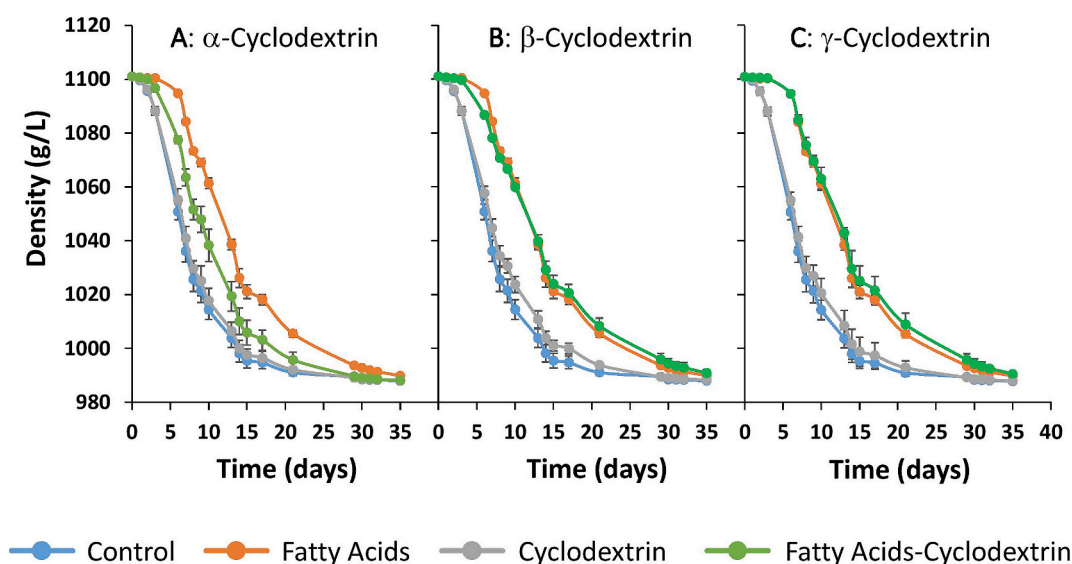 A: α-Cyclodextrin
B: β-Cyclodextrin
C: γ-Cyclodextrin
Density (g/L)
1120
1100
1080
1060
1040
1020
1000
980
0 5 10 15 20 25 30 35
0 5 10 15 20 25 30 35
0 5 10 15 20 25 30 35 40
Time (days)
Time (days)
Time (days)
Control
Fatty Acids
Cyclodextrin
Fatty Acids-Cyclodextrin